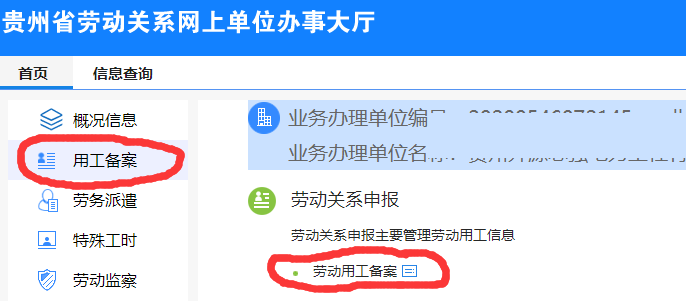 贵州省劳动关系网上单位办事大厅
首页 信息查询
概况信息
用工备案
劳务派遣
特殊工时
劳动监察
业务办理单位编
业务办理单位名
劳动关系申报
劳动关系申报主要管理劳动用工信息
劳动用工备案